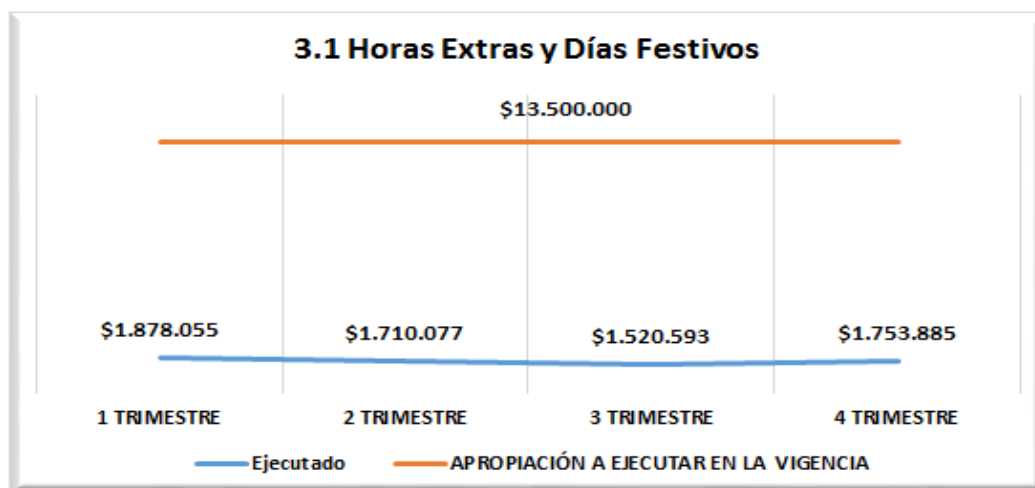 3.1 Horas Extras y Días Festivos
$13.500.000
$1.878.055
$1.710.077
$1.520.593
$1.753.885
1 TRIMESTRE
2 TRIMESTRE
3 TRIMESTRE
4 TRIMESTRE
Ejecutado
APROPIACIÓN A EJECUTAR EN LA VIGENCIA